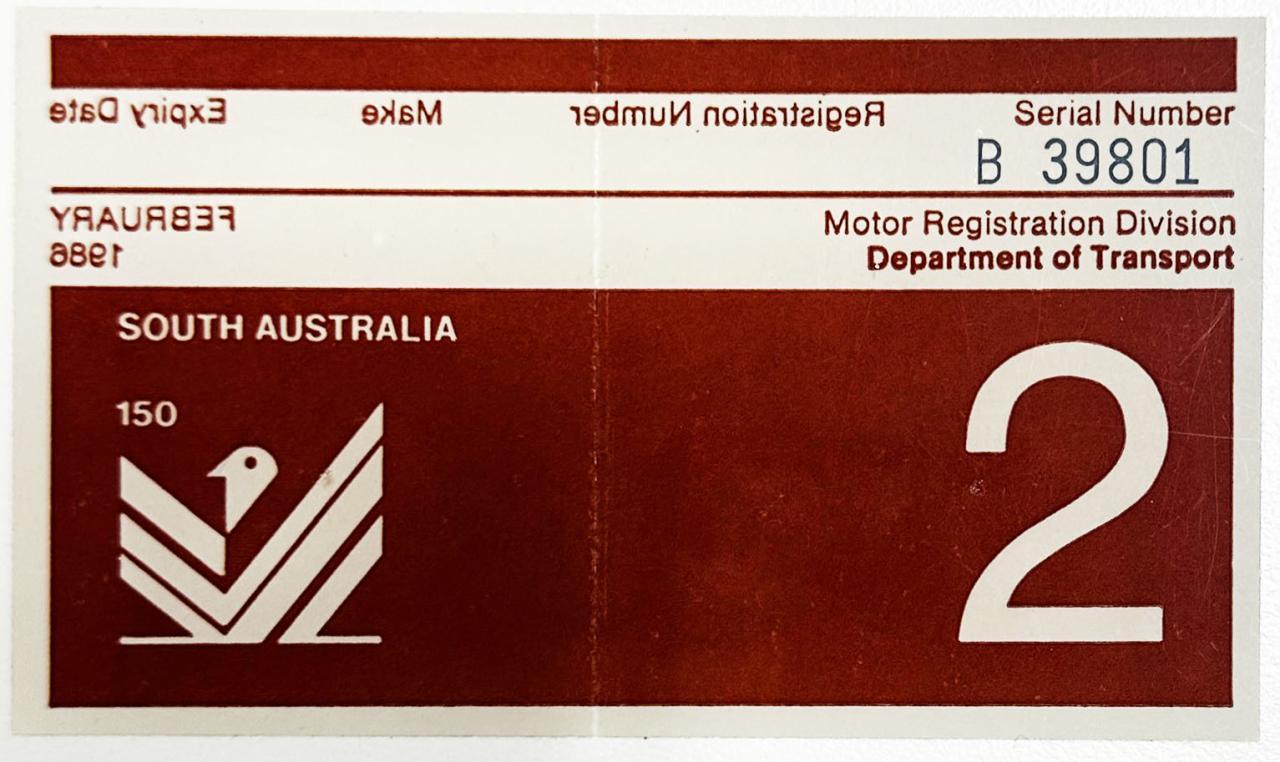 Expiry Date Make Registration Number Serial Number
B 39801
FEBRUARY Motor Registration Division
1986 Department of Transport
SOUTH AUSTRALIA
150
2